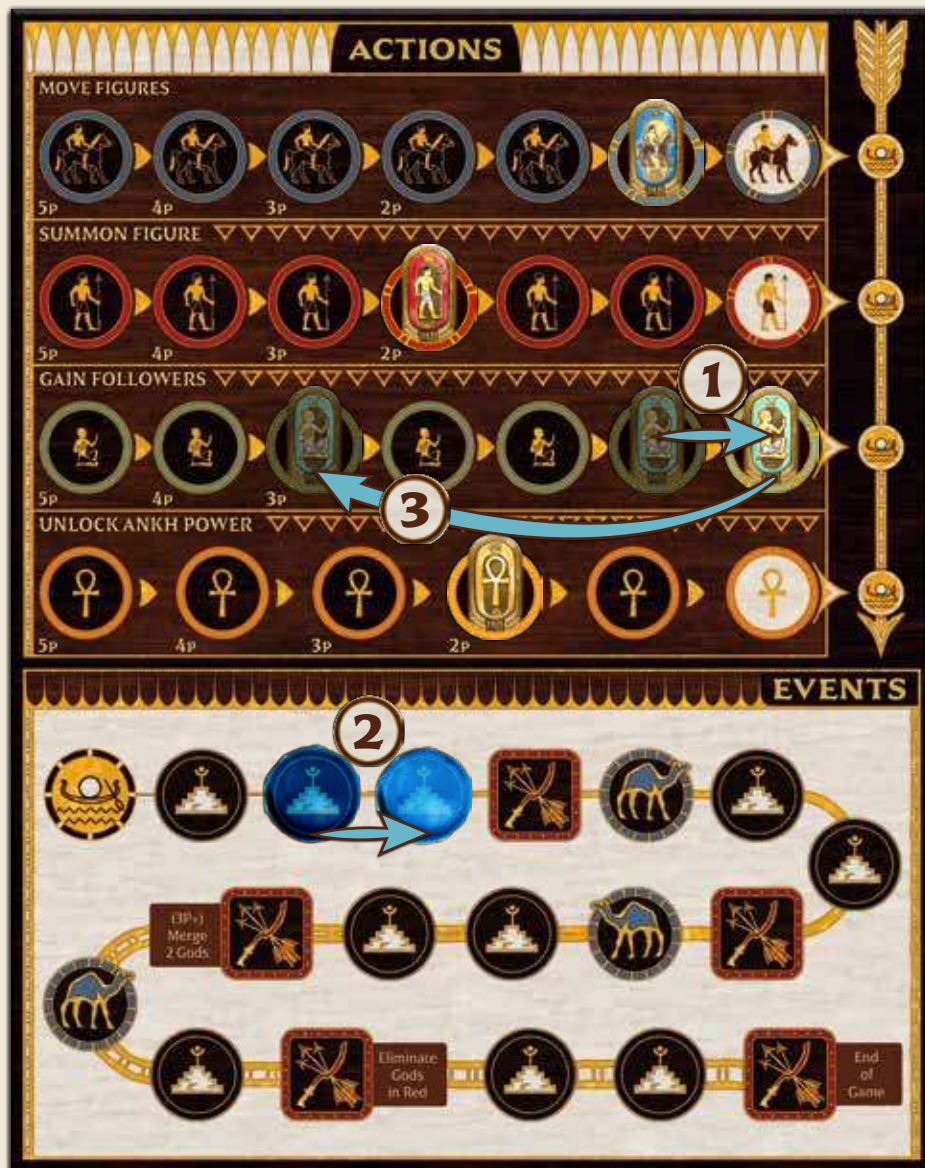 ACTIONS
MOVE FIGURES
5P 4P 3P 2P
SUMMON FIGURE
5P 4P 3P 2P
GAIN FOLLOWERS
1
5P 4P 3P
3
UNLOCK ANKH POWER
5P 4P 3P 2P
EVENTS
2
(3P+)
Merge
2 Gods
Eliminate
Gods
in Red
End
of
Game